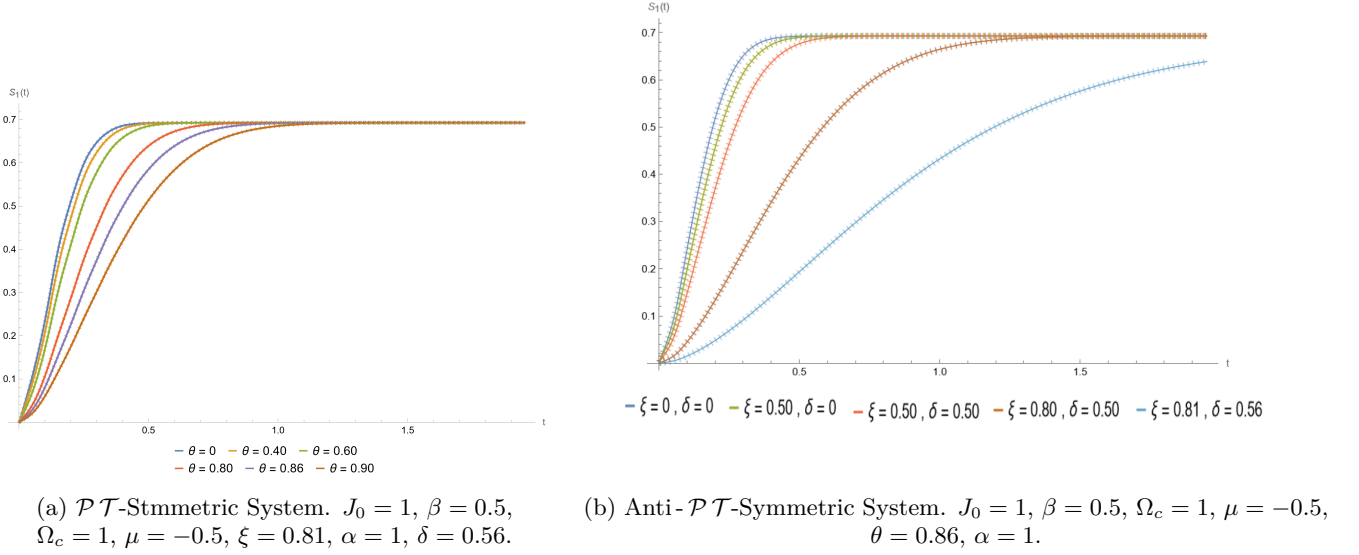 S₁(t)
0.7
0.6
0.5
0.4
0.3
0.2
0.1
0.5 1.0 1.5 t
θ = 0 θ = 0.40 θ = 0.60
θ = 0.80 θ = 0.86 θ = 0.90
(a) 𝒫 𝒯-Stmmetric System. J₀ = 1, β = 0.5,
Ω_c = 1, μ = −0.5, ξ = 0.81, α = 1, δ = 0.56.
S₁(t)
0.7
0.6
0.5
0.4
0.3
0.2
0.1
0.5 1.0 1.5 t
ξ = 0 , δ = 0 ξ = 0.50 , δ = 0 ξ = 0.50 , δ = 0.50 ξ = 0.80 , δ = 0.50 ξ = 0.81 , δ = 0.56
(b) Anti-𝒫 𝒯-Symmetric System. J₀ = 1, β = 0.5, Ω_c = 1, μ = −0.5,
θ = 0.86, α = 1.